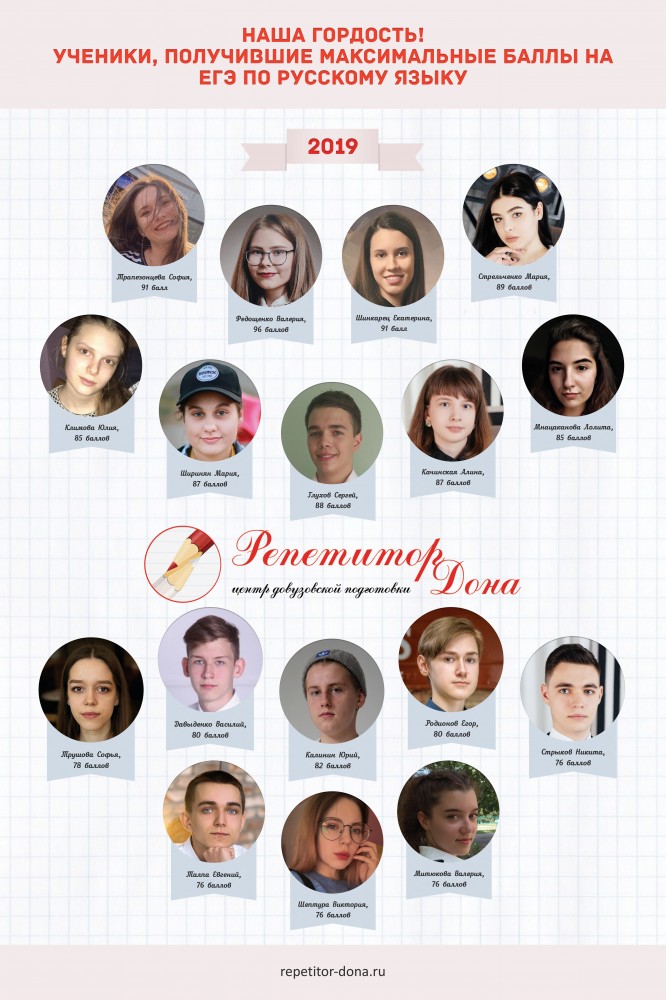 НАША ГОРДОСТЬ!
УЧЕНИКИ, ПОЛУЧИВШИЕ МАКСИМАЛЬНЫЕ БАЛЛЫ НА
ЕГЭ ПО РУССКОМУ ЯЗЫКУ
2019
Трапезонцева София,
91 балл
Федощенко Валерия,
96 баллов
Шинкарец Екатерина,
91 балл
Стрельченко Мария,
89 баллов
Климова Юлия,
85 баллов
Ширинян Мария,
87 баллов
Глухов Сергей,
88 баллов
Качинская Алина,
87 баллов
Мнацаканова Лолита,
85 баллов
Репетитор
Дона
центр довузовской подготовки
Трушова Софья,
78 баллов
Давыденко Василий,
80 баллов
Калинин Юрий,
82 баллов
Родионов Егор,
80 баллов
Стрыков Никита,
76 баллов
Талпа Евгений,
76 баллов
Шептура Виктория,
76 баллов
Митюкова Валерия,
76 баллов
repetitor-dona.ru